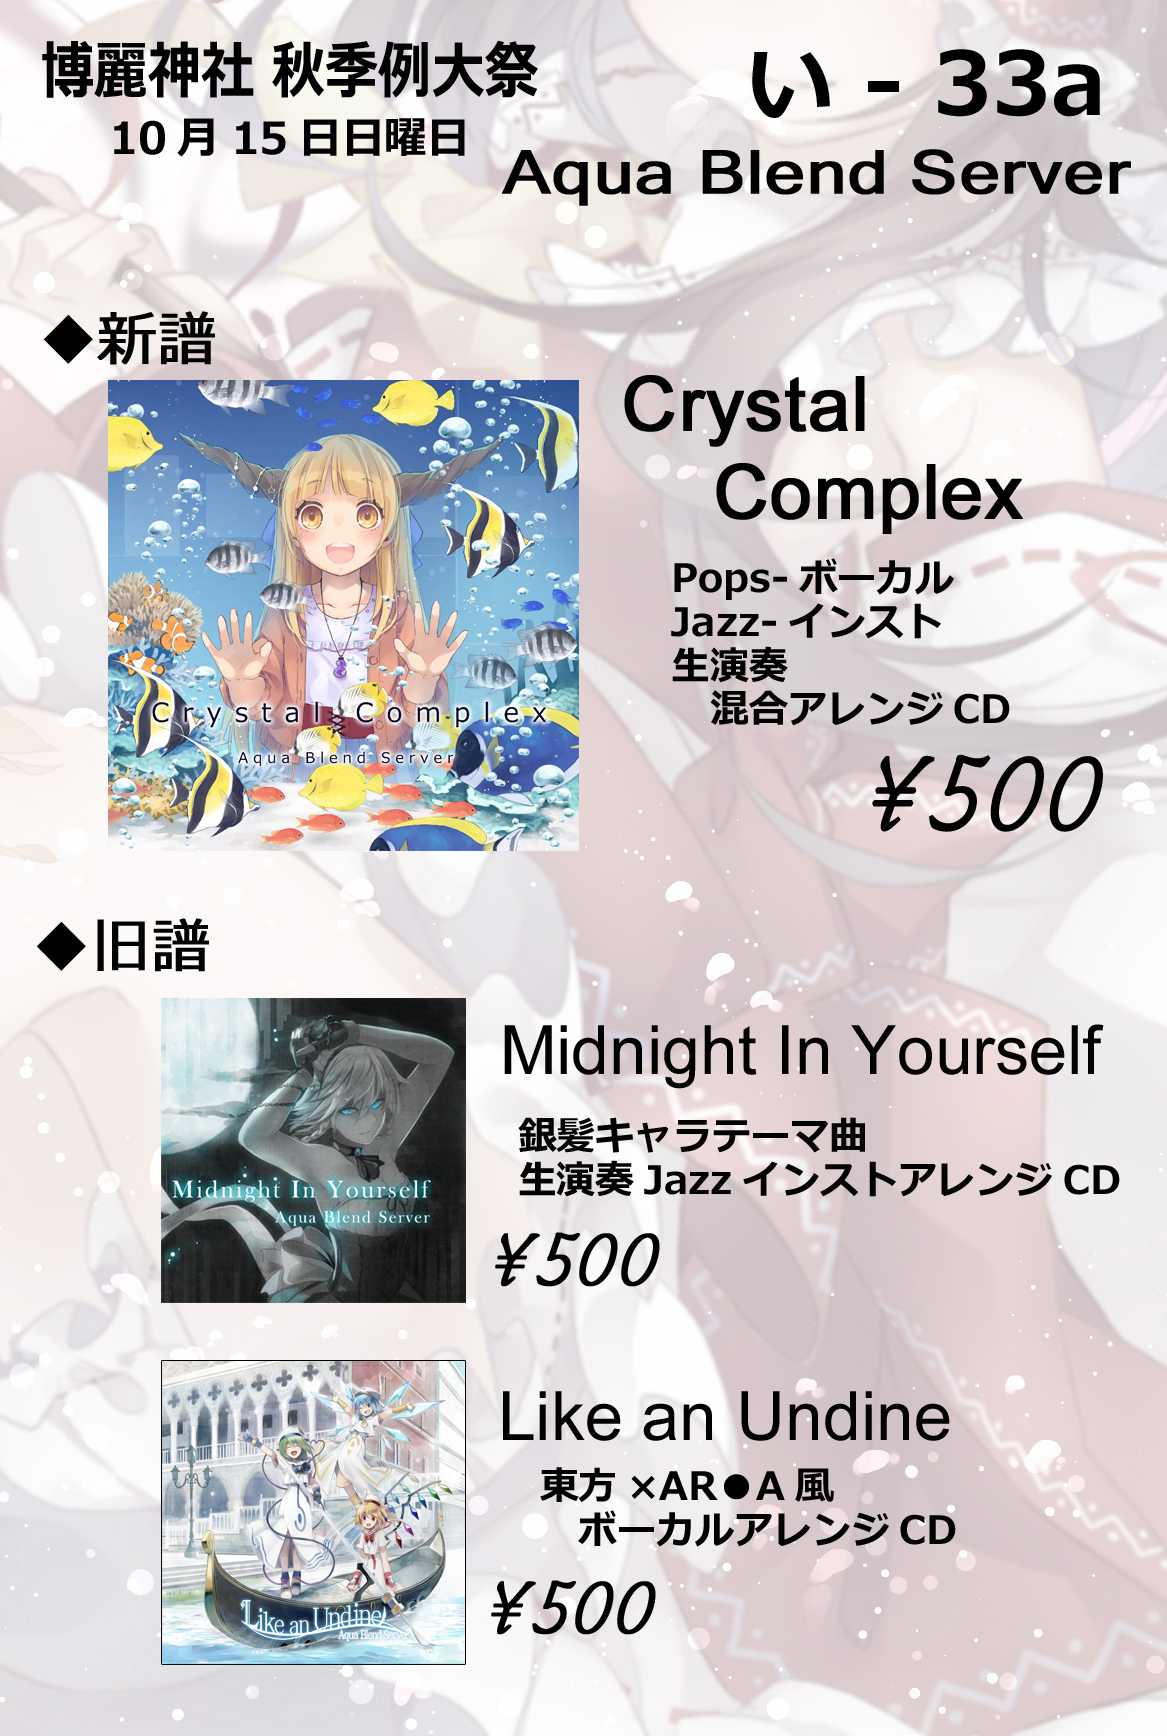 博麗神社 秋季例大祭
10月15日日曜日
い - 33a
Aqua Blend Server
◆新譜
Crystal Complex
Aqua Blend Server
Crystal
Complex
Pops-ボーカル
Jazz-インスト
生演奏
混合アレンジCD
¥500
◆旧譜
Midnight In Yourself
Aqua Blend Server
Midnight In Yourself
銀髪キャラテーマ曲
生演奏Jazzインストアレンジ CD
¥500
Like an Undine
Aqua Blend Server
Like an Undine
東方×AR●A風
ボーカルアレンジCD
¥500